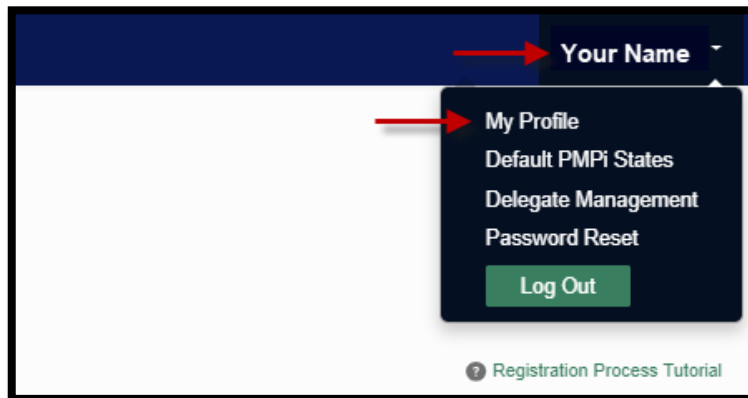 Your Name
My Profile
Default PMPi States
Delegate Management
Password Reset
Log Out
? Registration Process Tutorial